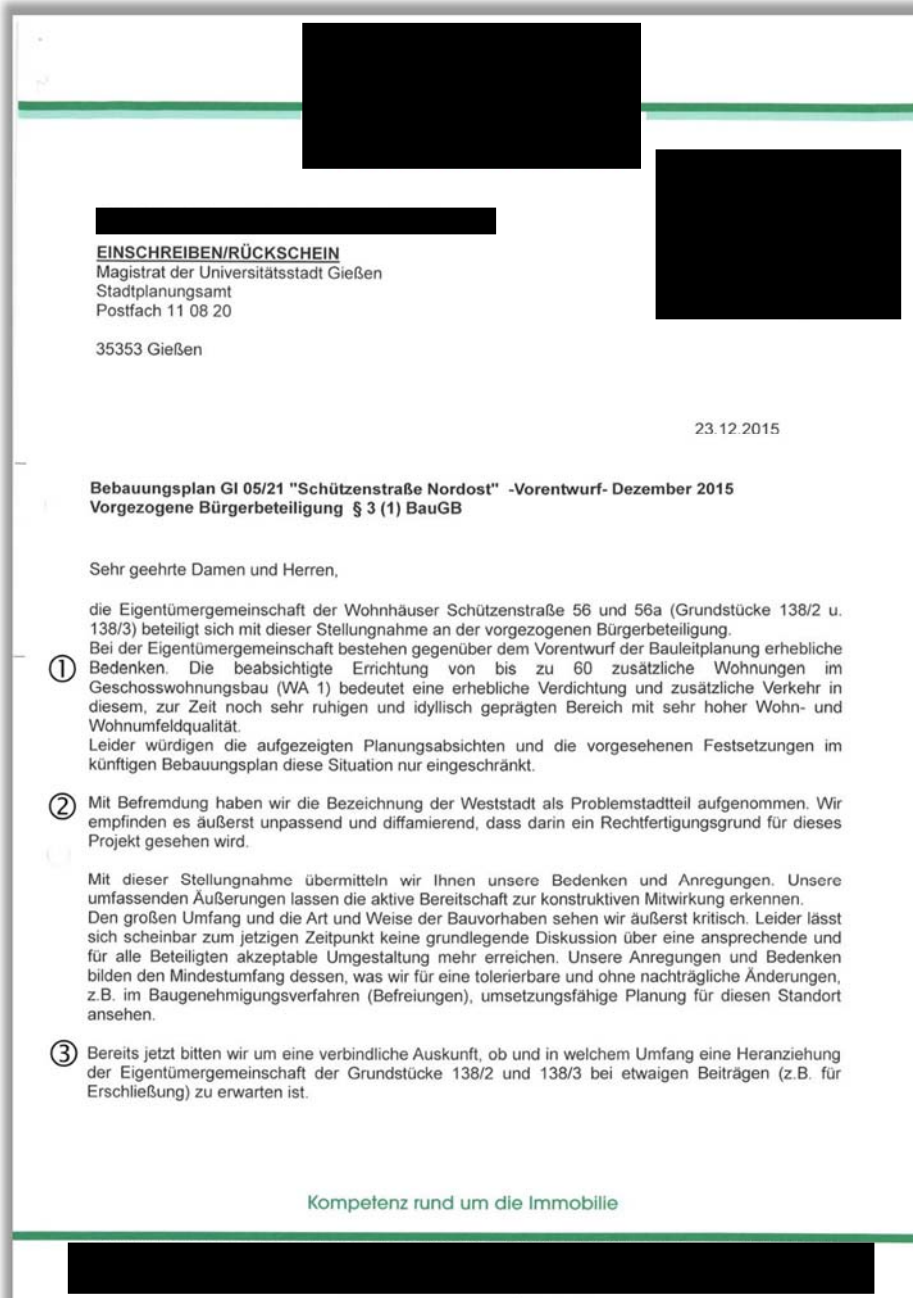 EINSCHREIBEN/RÜCKSCHEIN
Magistrat der Universitätsstadt Gießen
Stadtplanungsamt
Postfach 11 08 20
35353 Gießen
23.12.2015
Bebauungsplan GI 05/21 "Schützenstraße Nordost" -Vorentwurf- Dezember 2015
Vorgezogene Bürgerbeteiligung § 3 (1) BauGB
Sehr geehrte Damen und Herren,
die Eigentümergemeinschaft der Wohnhäuser Schützenstraße 56 und 56a (Grundstücke 138/2 u.
138/3) beteiligt sich mit dieser Stellungnahme an der vorgezogenen Bürgerbeteiligung.
Bei der Eigentümergemeinschaft bestehen gegenüber dem Vorentwurf der Bauleitplanung erhebliche
① Bedenken. Die beabsichtigte Errichtung von bis zu 60 zusätzliche Wohnungen im
Geschosswohnungsbau (WA 1) bedeutet eine erhebliche Verdichtung und zusätzliche Verkehr in
diesem, zur Zeit noch sehr ruhigen und idyllisch geprägten Bereich mit sehr hoher Wohn- und
Wohnumfeldqualität.
Leider würdigen die aufgezeigten Planungsabsichten und die vorgesehenen Festsetzungen im
künftigen Bebauungsplan diese Situation nur eingeschränkt.
② Mit Befremdung haben wir die Bezeichnung der Weststadt als Problemstadtteil aufgenommen. Wir
empfinden es äußerst unpassend und diffamierend, dass darin ein Rechtfertigungsgrund für dieses
Projekt gesehen wird.
Mit dieser Stellungnahme übermitteln wir Ihnen unsere Bedenken und Anregungen. Unsere
umfassenden Äußerungen lassen die aktive Bereitschaft zur konstruktiven Mitwirkung erkennen.
Den großen Umfang und die Art und Weise der Bauvorhaben sehen wir äußerst kritisch. Leider lässt
sich scheinbar zum jetzigen Zeitpunkt keine grundlegende Diskussion über eine ansprechende und
für alle Beteiligten akzeptable Umgestaltung mehr erreichen. Unsere Anregungen und Bedenken
bilden den Mindestumfang dessen, was wir für eine tolerierbare und ohne nachträgliche Änderungen,
z.B. im Baugenehmigungsverfahren (Befreiungen), umsetzungsfähige Planung für diesen Standort
ansehen.
③ Bereits jetzt bitten wir um eine verbindliche Auskunft, ob und in welchem Umfang eine Heranziehung
der Eigentümergemeinschaft der Grundstücke 138/2 und 138/3 bei etwaigen Beiträgen (z.B. für
Erschließung) zu erwarten ist.
Kompetenz rund um die Immobilie